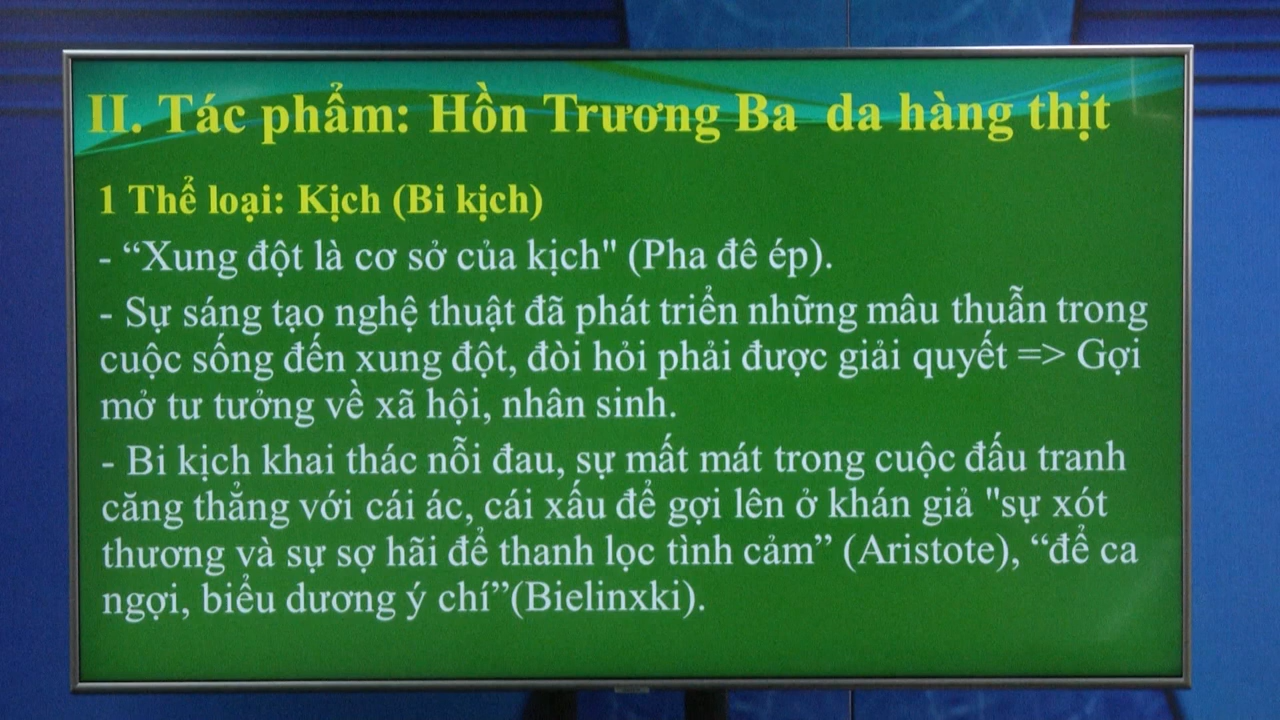 II. Tác phẩm: Hồn Trương Ba da hàng thịt
1 Thể loại: Kịch (Bi kịch)
- “Xung đột là cơ sở của kịch" (Pha đê ép).
- Sự sáng tạo nghệ thuật đã phát triển những mâu thuẫn trong
cuộc sống đến xung đột, đòi hỏi phải được giải quyết => Gợi
mở tư tưởng về xã hội, nhân sinh.
- Bi kịch khai thác nỗi đau, sự mất mát trong cuộc đấu tranh
căng thẳng với cái ác, cái xấu để gợi lên ở khán giả "sự xót
thương và sự sợ hãi để thanh lọc tình cảm” (Aristote), “để ca
ngợi, biểu dương ý chí”(Bielinxki).